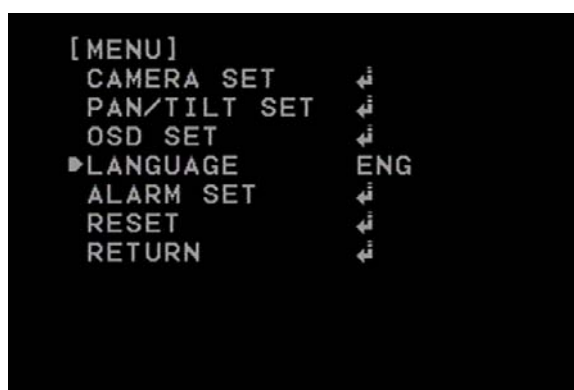 [MENU]
CAMERA SET ↵
PAN/TILT SET ↵
OSD SET ↵
LANGUAGE ENG
ALARM SET ↵
RESET ↵
RETURN ↵